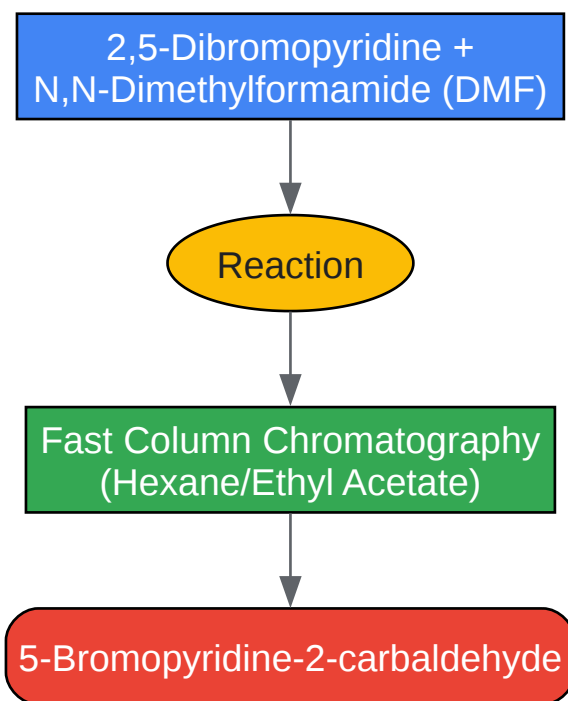 2,5-Dibromopyridine +
N,N-Dimethylformamide (DMF)
Reaction
Fast Column Chromatography
(Hexane/Ethyl Acetate)
5-Bromopyridine-2-carbaldehyde